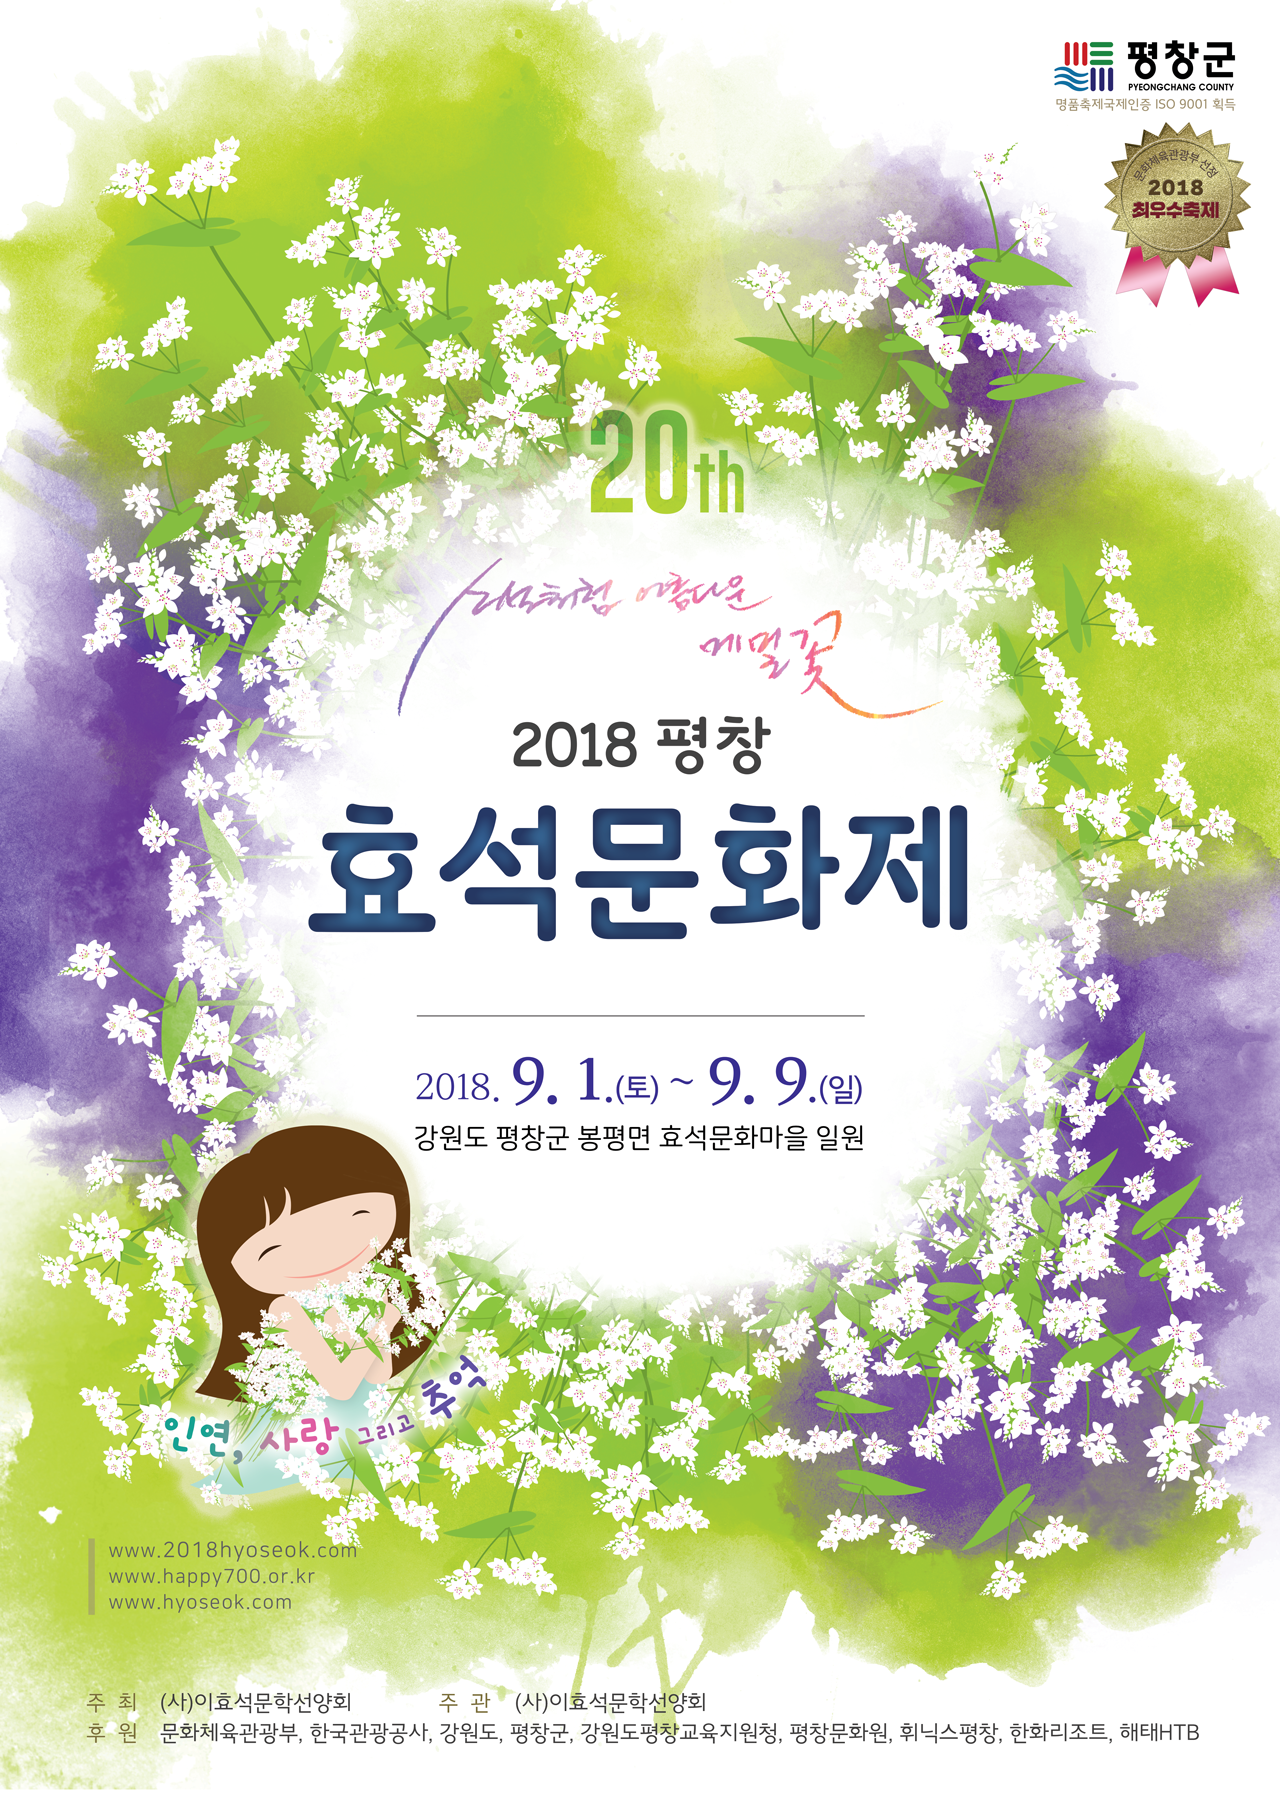 평창군
PYEONGCHANG COUNTY
명품축제국제인증 ISO 9001 획득
문화체육관광부 선정
2018
최우수축제
20th
소설처럼 아름다운
메밀꽃
2018 평창
효석문화제
2018. 9. 1.(토) ~ 9. 9.(일)
강원도 평창군 봉평면 효석문화마을 일원
인연, 사랑 그리고 추억
www.2018hyoseok.com
www.happy700.or.kr
www.hyoseok.com
주 최 (사)이효석문학선양회 주 관 (사)이효석문학선양회
후 원 문화체육관광부, 한국관광공사, 강원도, 평창군, 강원도평창교육지원청, 평창문화원, 휘닉스평창, 한화리조트, 해태HTB